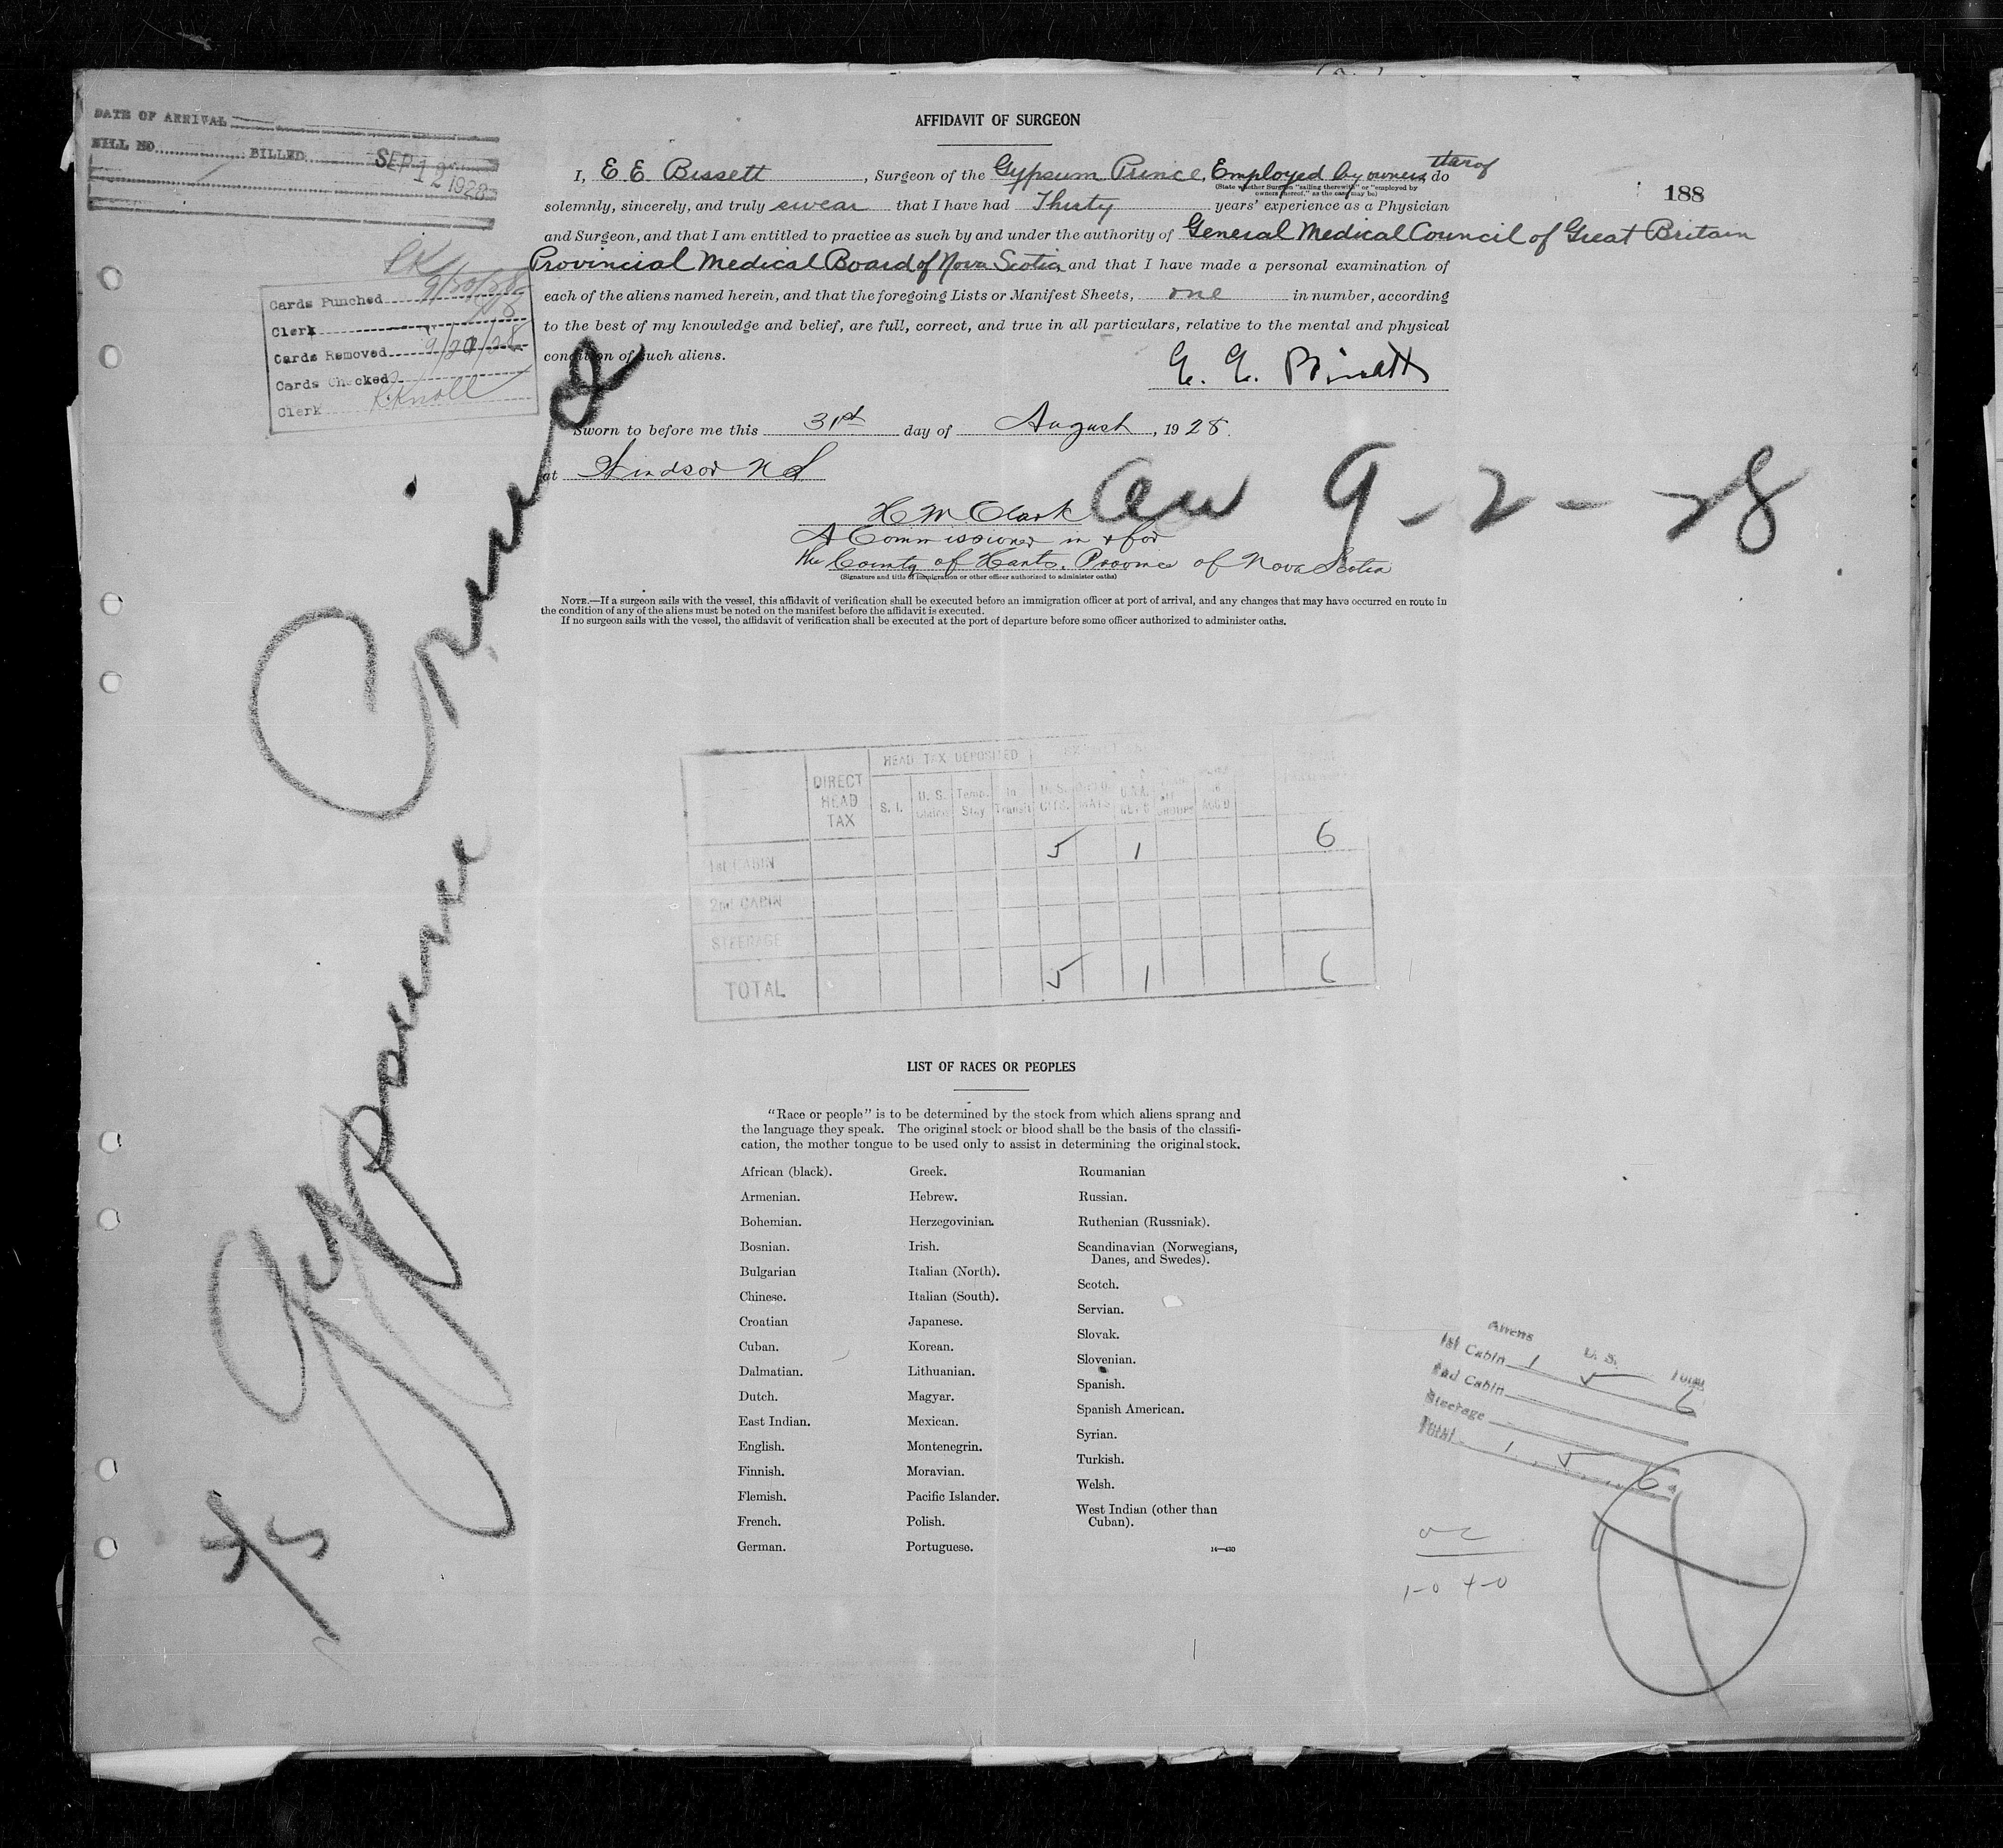 DATE OF ARRIVAL
BILL NO. BILLED SEP 12 1928
188
AFFIDAVIT OF SURGEON
I, E. E. Bissett, Surgeon of the Gypsum Prince, Employed by owners thereof do
(State whether Surgeon "sailing therewith" or "employed by
owners thereof," as the case may be)
solemnly, sincerely, and truly swear that I have had Thirty years' experience as a Physician
and Surgeon, and that I am entitled to practice as such by and under the authority of General Medical Council of Great Britain
Provincial Medical Board of Nova Scotia and that I have made a personal examination of
each of the aliens named herein, and that the foregoing Lists or Manifest Sheets, one in number, according
to the best of my knowledge and belief, are full, correct, and true in all particulars, relative to the mental and physical
condition of such aliens.
E. E. Bissett
Cards Punched 9/20/28
Clerk
Cards Removed 9/20/28
Cards Checked
Clerk R Knoll
Sworn to before me this 31st day of August, 1928.
at Windsor N S
H M Clark
A Commissioner in & for
the County of Hants, Province of Nova Scotia
(Signature and title of immigration or other officer authorized to administer oaths)
9-2-28
NOTE.—If a surgeon sails with the vessel, this affidavit of verification shall be executed before an immigration officer at port of arrival, and any changes that may have occurred en route in
the condition of any of the aliens must be noted on the manifest before the affidavit is executed.
If no surgeon sails with the vessel, the affidavit of verification shall be executed at the port of departure before some officer authorized to administer oaths.
Gypsum Prince
HEAD TAX DEPOSITED
DIRECT HEAD TAX S. I. U. S. Temp. Stay In Transit U. S. CITS.
1st CABIN 5 1 6
2nd CABIN
STEERAGE
TOTAL 5 1 6
LIST OF RACES OR PEOPLES
"Race or people" is to be determined by the stock from which aliens sprang and
the language they speak. The original stock or blood shall be the basis of the classifi-
cation, the mother tongue to be used only to assist in determining the original stock.
African (black).
Armenian.
Bohemian.
Bosnian.
Bulgarian
Chinese.
Croatian
Cuban.
Dalmatian.
Dutch.
East Indian.
English.
Finnish.
Flemish.
French.
German.
Greek.
Hebrew.
Herzegovinian.
Irish.
Italian (North).
Italian (South).
Japanese.
Korean.
Lithuanian.
Magyar.
Mexican.
Montenegrin.
Moravian.
Pacific Islander.
Polish.
Portuguese.
Roumanian
Russian.
Ruthenian (Russniak).
Scandinavian (Norwegians,
Danes, and Swedes).
Scotch.
Servian.
Slovak.
Slovenian.
Spanish.
Spanish American.
Syrian.
Turkish.
Welsh.
West Indian (other than
Cuban).
14—430
Aliens U. S. Total
1st Cabin 1 5 6
2nd Cabin
Steerage
Total 1 5 6